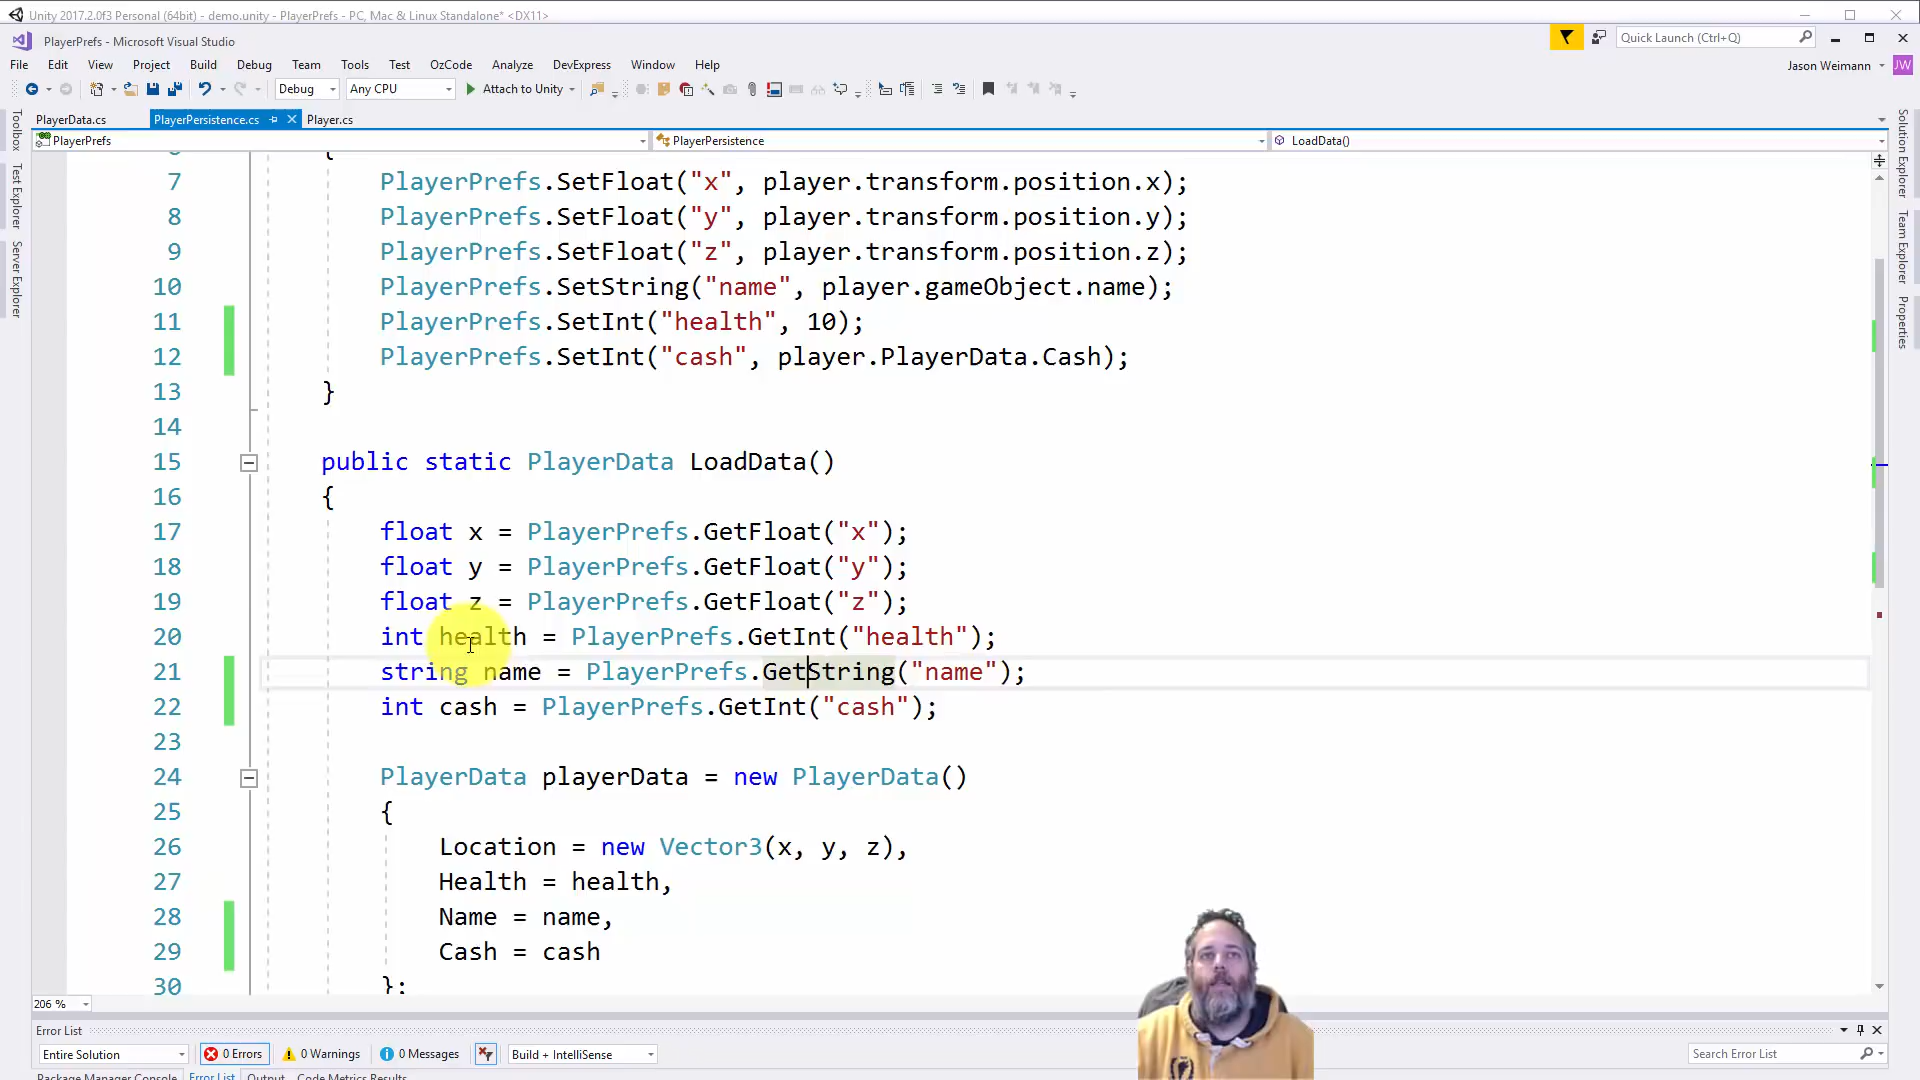 Unity 2017.2.0f3 Personal (64bit) - demo.unity - PlayerPrefs - PC, Mac & Linux Standalone* <DX11>
PlayerPrefs - Microsoft Visual Studio
Quick Launch (Ctrl+Q)
File Edit View Project Build Debug Team Tools Test OzCode Analyze DevExpress Window Help
Jason Weimann JW
Debug Any CPU Attach to Unity
PlayerData.cs PlayerPersistence.cs Player.cs
PlayerPrefs PlayerPersistence LoadData()
Toolbox
Test Explorer
Server Explorer
Solution Explorer
Team Explorer
Properties
{
7 PlayerPrefs.SetFloat("x", player.transform.position.x);
8 PlayerPrefs.SetFloat("y", player.transform.position.y);
9 PlayerPrefs.SetFloat("z", player.transform.position.z);
10 PlayerPrefs.SetString("name", player.gameObject.name);
11 PlayerPrefs.SetInt("health", 10);
12 PlayerPrefs.SetInt("cash", player.PlayerData.Cash);
13 }
14
15 public static PlayerData LoadData()
16 {
17 float x = PlayerPrefs.GetFloat("x");
18 float y = PlayerPrefs.GetFloat("y");
19 float z = PlayerPrefs.GetFloat("z");
20 int health = PlayerPrefs.GetInt("health");
21 string name = PlayerPrefs.GetString("name");
22 int cash = PlayerPrefs.GetInt("cash");
23
24 PlayerData playerData = new PlayerData()
25 {
26 Location = new Vector3(x, y, z),
27 Health = health,
28 Name = name,
29 Cash = cash
30 };
206 %
Error List
Entire Solution 0 Errors 0 Warnings 0 Messages Build + IntelliSense Search Error List
Package Manager Console Error List Output Code Metrics Results